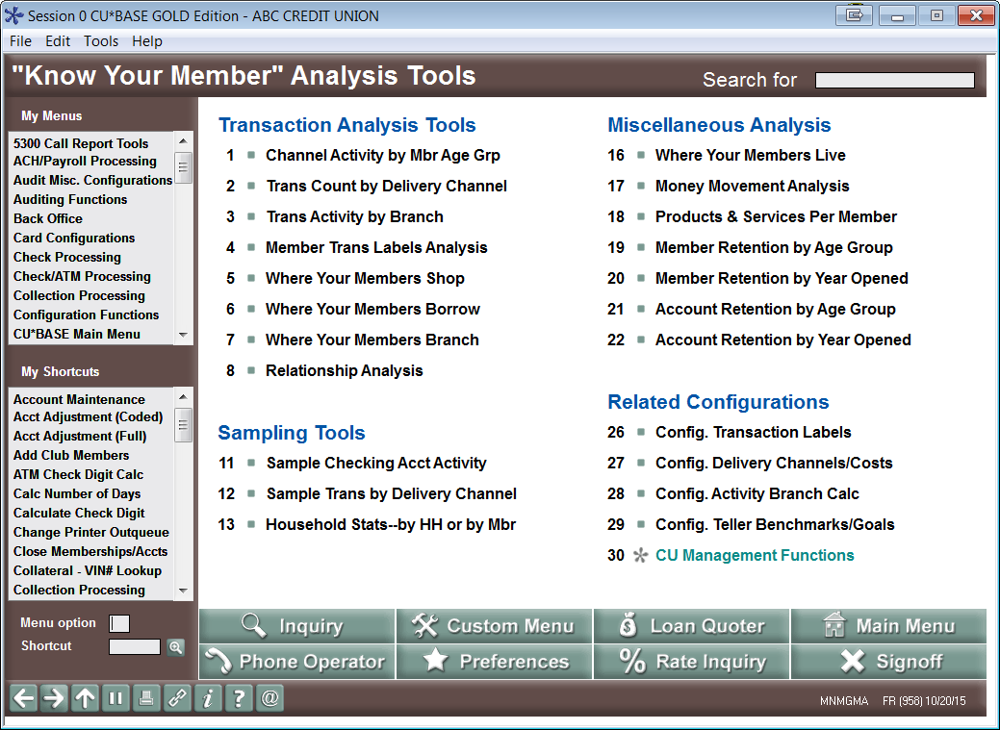 Session 0 CU*BASE GOLD Edition - ABC CREDIT UNION
File Edit Tools Help
"Know Your Member" Analysis Tools
Search for
My Menus
5300 Call Report Tools
ACH/Payroll Processing
Audit Misc. Configurations
Auditing Functions
Back Office
Card Configurations
Check Processing
Check/ATM Processing
Collection Processing
Configuration Functions
CU*BASE Main Menu
My Shortcuts
Account Maintenance
Acct Adjustment (Coded)
Acct Adjustment (Full)
Add Club Members
ATM Check Digit Calc
Calc Number of Days
Calculate Check Digit
Change Printer Outqueue
Close Memberships/Accts
Collateral - VIN# Lookup
Collection Processing
Menu option
Shortcut
Transaction Analysis Tools
1 Channel Activity by Mbr Age Grp
2 Trans Count by Delivery Channel
3 Trans Activity by Branch
4 Member Trans Labels Analysis
5 Where Your Members Shop
6 Where Your Members Borrow
7 Where Your Members Branch
8 Relationship Analysis
Sampling Tools
11 Sample Checking Acct Activity
12 Sample Trans by Delivery Channel
13 Household Stats--by HH or by Mbr
Miscellaneous Analysis
16 Where Your Members Live
17 Money Movement Analysis
18 Products & Services Per Member
19 Member Retention by Age Group
20 Member Retention by Year Opened
21 Account Retention by Age Group
22 Account Retention by Year Opened
Related Configurations
26 Config. Transaction Labels
27 Config. Delivery Channels/Costs
28 Config. Activity Branch Calc
29 Config. Teller Benchmarks/Goals
30 CU Management Functions
Inquiry Custom Menu Loan Quoter Main Menu
Phone Operator Preferences % Rate Inquiry Signoff
i ? @
MNMGMA FR (958) 10/20/15